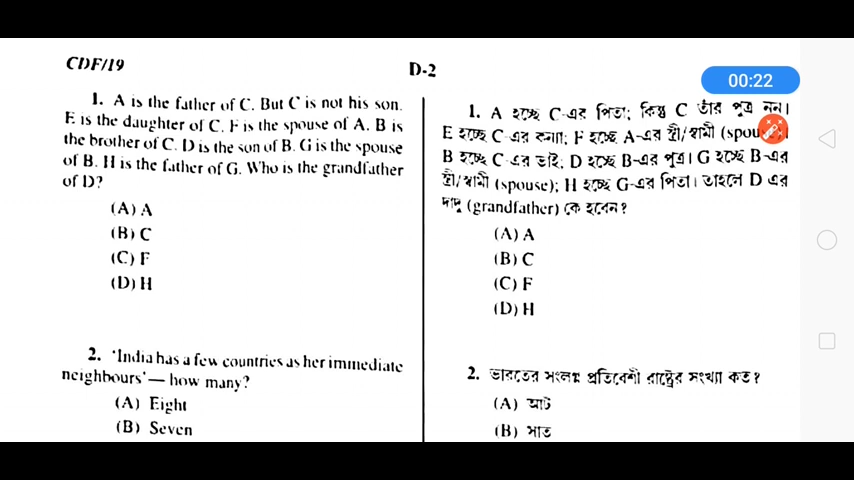 CDF/19
D-2
00:22
1. A is the father of C. But C is not his son.
E is the daughter of C. F is the spouse of A. B is
the brother of C. D is the son of B. G is the spouse
of B. H is the father of G. Who is the grandfather
of D?
(A) A
(B) C
(C) F
(D) H
2. 'India has a few countries as her immediate
neighbours'— how many?
(A) Eight
(B) Seven
1. A হচ্ছে C-এর পিতা; কিন্তু C তাঁর পুত্র নন।
E হচ্ছে C-এর কন্যা; F হচ্ছে A-এর স্ত্রী/স্বামী
B হচ্ছে C-এর ভাই; D হচ্ছে B-এর পুত্র। G হচ্ছে B-এর
স্ত্রী/স্বামী (spouse); H হচ্ছে G-এর পিতা। তাহলে D এর
দাদু (grandfather) কে হবেন?
(A) A
(B) C
(C) F
(D) H
2. ভারতের সংলগ্ন প্রতিবেশী রাষ্ট্রের সংখ্যা কত?
(A) আট
(B) সাত